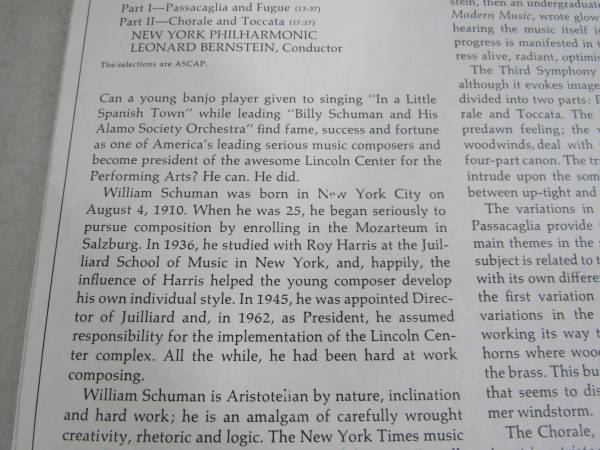 Part I—Passacaglia and Fugue (13:37)
Part II—Chorale and Toccata (17:17)
NEW YORK PHILHARMONIC
LEONARD BERNSTEIN, Conductor
The selections are ASCAP.
Can a young banjo player given to singing "In a Little
Spanish Town" while leading "Billy Schuman and His
Alamo Society Orchestra" find fame, success and fortune
as one of America's leading serious music composers and
become president of the awesome Lincoln Center for the
Performing Arts? He can. He did.
William Schuman was born in New York City on
August 4, 1910. When he was 25, he began seriously to
pursue composition by enrolling in the Mozarteum in
Salzburg. In 1936, he studied with Roy Harris at the Juil-
liard School of Music in New York, and, happily, the
influence of Harris helped the young composer develop
his own individual style. In 1945, he was appointed Direc-
tor of Juilliard and, in 1962, as President, he assumed
responsibility for the implementation of the Lincoln Cen-
ter complex. All the while, he had been hard at work
composing.
William Schuman is Aristotelian by nature, inclination
and hard work; he is an amalgam of carefully wrought
creativity, rhetoric and logic. The New York Times music
stein, then an undergraduate
Modern Music, wrote glow
hearing the music itself is
progress is manifested in t
ress alive, radiant, optimis
The Third Symphony
although it evokes image
divided into two parts: P
rale and Toccata. The
predawn feeling; the
woodwinds, deal with
four-part canon. The tr
intrude upon the som
between up-tight and
The variations in
Passacaglia provide
main themes in the
subject is related to t
with its own differe
the first variation
variations in the
working its way t
horns where wood
the brass. This bu
that seems to dis
mer windstorm.
The Chorale,